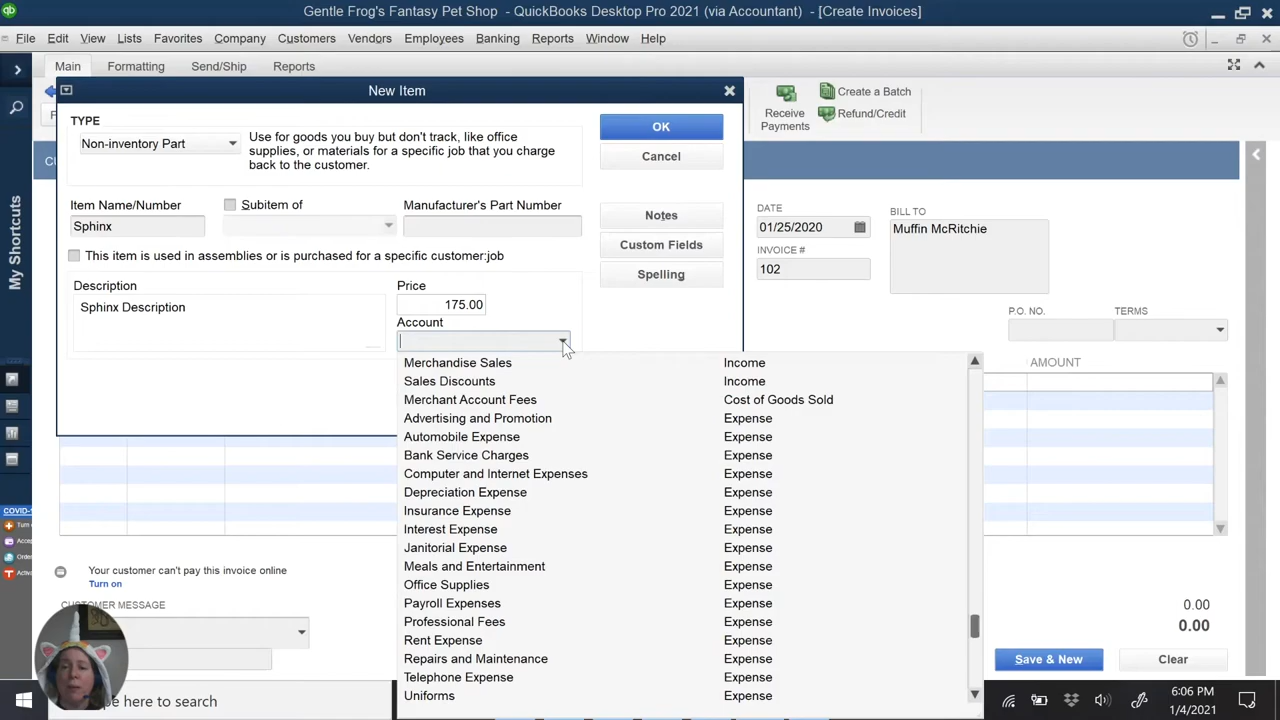 Gentle Frog's Fantasy Pet Shop - QuickBooks Desktop Pro 2021 (via Accountant) - [Create Invoices]
File Edit View Lists Favorites Company Customers Vendors Employees Banking Reports Window Help
Main Formatting Send/Ship Reports
New Item
Receive Payments
Create a Batch
Refund/Credit
My Shortcuts
TYPE
Non-inventory Part
Use for goods you buy but don't track, like office
supplies, or materials for a specific job that you charge
back to the customer.
OK
Cancel
Item Name/Number
Subitem of
Manufacturer's Part Number
Sphinx
Notes
This item is used in assemblies or is purchased for a specific customer:job
Custom Fields
Spelling
Description
Price
Sphinx Description
175.00
Account
DATE
01/25/2020
INVOICE #
102
BILL TO
Muffin McRitchie
P.O. NO.
TERMS
AMOUNT
Merchandise Sales Income
Sales Discounts Income
Merchant Account Fees Cost of Goods Sold
Advertising and Promotion Expense
Automobile Expense Expense
Bank Service Charges Expense
Computer and Internet Expenses Expense
Depreciation Expense Expense
Insurance Expense Expense
Interest Expense Expense
Janitorial Expense Expense
Meals and Entertainment Expense
Office Supplies Expense
Payroll Expenses Expense
Professional Fees Expense
Rent Expense Expense
Repairs and Maintenance Expense
Telephone Expense Expense
Uniforms Expense
COVID-
Turn
Your customer can't pay this invoice online
Turn on
CUSTOMER MESSAGE
0.00
0.00
Save & New
Clear
here to search
6:06 PM
1/4/2021